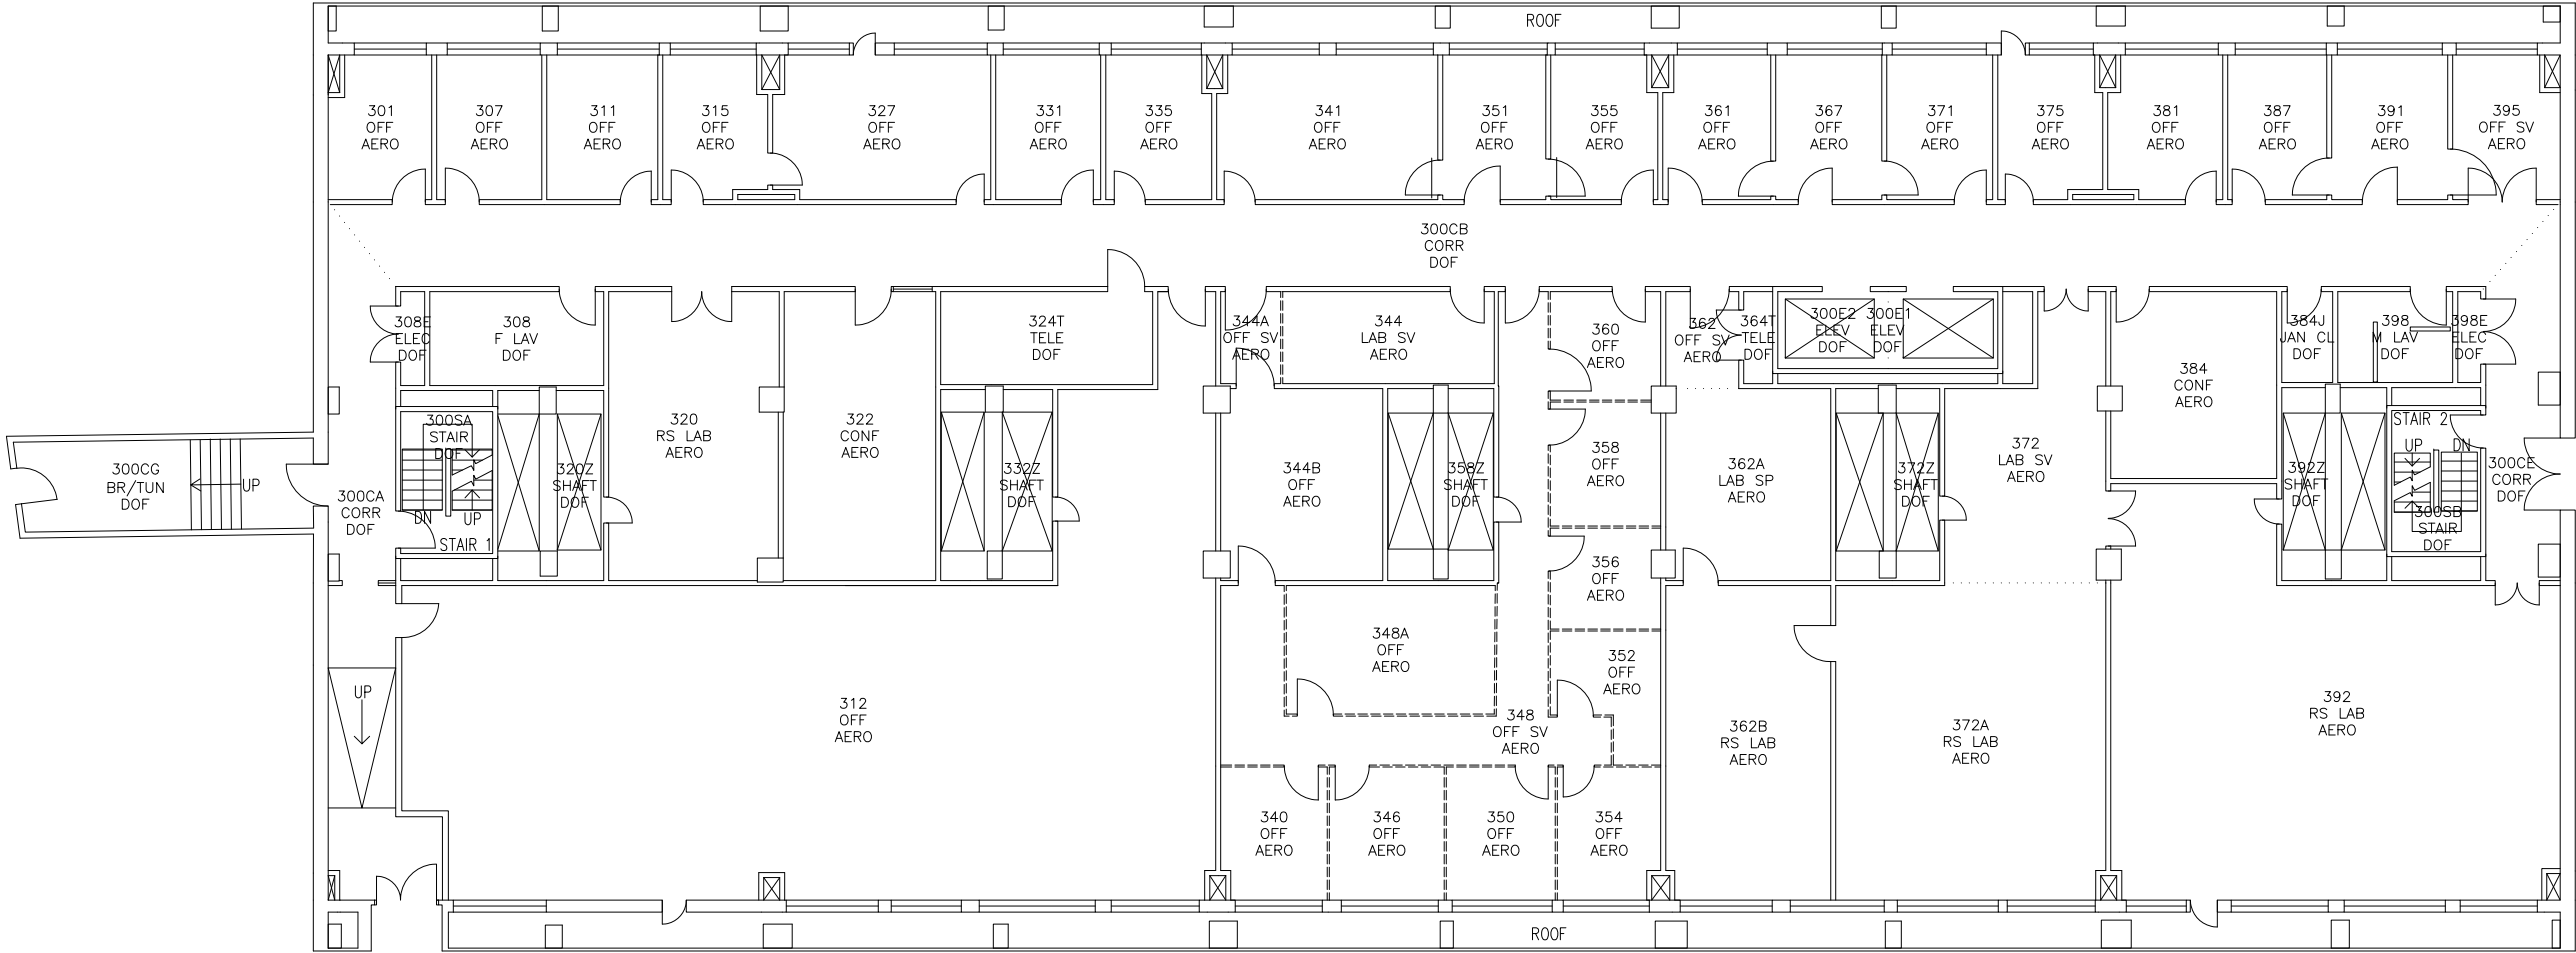 ROOF
301
OFF
AERO
307
OFF
AERO
311
OFF
AERO
315
OFF
AERO
327
OFF
AERO
331
OFF
AERO
335
OFF
AERO
341
OFF
AERO
351
OFF
AERO
355
OFF
AERO
361
OFF
AERO
367
OFF
AERO
371
OFF
AERO
375
OFF
AERO
381
OFF
AERO
387
OFF
AERO
391
OFF
AERO
395
OFF SV
AERO
300CB
CORR
DOF
308E
ELEC
DOF
308
F LAV
DOF
320
RS LAB
AERO
322
CONF
AERO
324T
TELE
DOF
344A
OFF SV
AERO
344
LAB SV
AERO
360
OFF
AERO
362
OFF SV
AERO
364T
TELE
DOF
300E2
ELEV
DOF
300E1
ELEV
DOF
384
CONF
AERO
384J
JAN CL
DOF
398
M LAV
DOF
398E
ELEC
DOF
300CG
BR/TUN
DOF
UP
300CA
CORR
DOF
300SA
STAIR
DOF
DN
UP
STAIR 1
320Z
SHAFT
DOF
332Z
SHAFT
DOF
344B
OFF
AERO
358Z
SHAFT
DOF
358
OFF
AERO
362A
LAB SP
AERO
372Z
SHAFT
DOF
372
LAB SV
AERO
392Z
SHAFT
DOF
STAIR 2
UP
DN
300SB
STAIR
DOF
300CE
CORR
DOF
356
OFF
AERO
UP
312
OFF
AERO
348A
OFF
AERO
352
OFF
AERO
348
OFF SV
AERO
362B
RS LAB
AERO
372A
RS LAB
AERO
392
RS LAB
AERO
340
OFF
AERO
346
OFF
AERO
350
OFF
AERO
354
OFF
AERO
ROOF